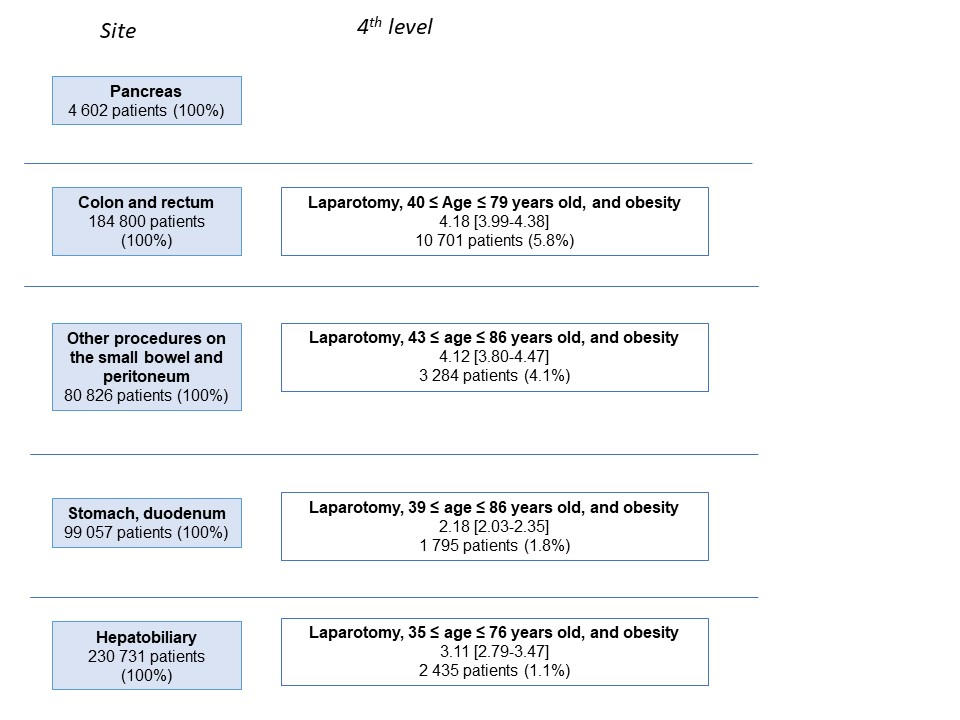 Site
4th level
Pancreas
4 602 patients (100%)
Colon and rectum
184 800 patients
(100%)
Laparotomy, 40 ≤ Age ≤ 79 years old, and obesity
4.18 [3.99-4.38]
10 701 patients (5.8%)
Other procedures on
the small bowel and
peritoneum
80 826 patients (100%)
Laparotomy, 43 ≤ age ≤ 86 years old, and obesity
4.12 [3.80-4.47]
3 284 patients (4.1%)
Stomach, duodenum
99 057 patients (100%)
Laparotomy, 39 ≤ age ≤ 86 years old, and obesity
2.18 [2.03-2.35]
1 795 patients (1.8%)
Hepatobiliary
230 731 patients
(100%)
Laparotomy, 35 ≤ age ≤ 76 years old, and obesity
3.11 [2.79-3.47]
2 435 patients (1.1%)